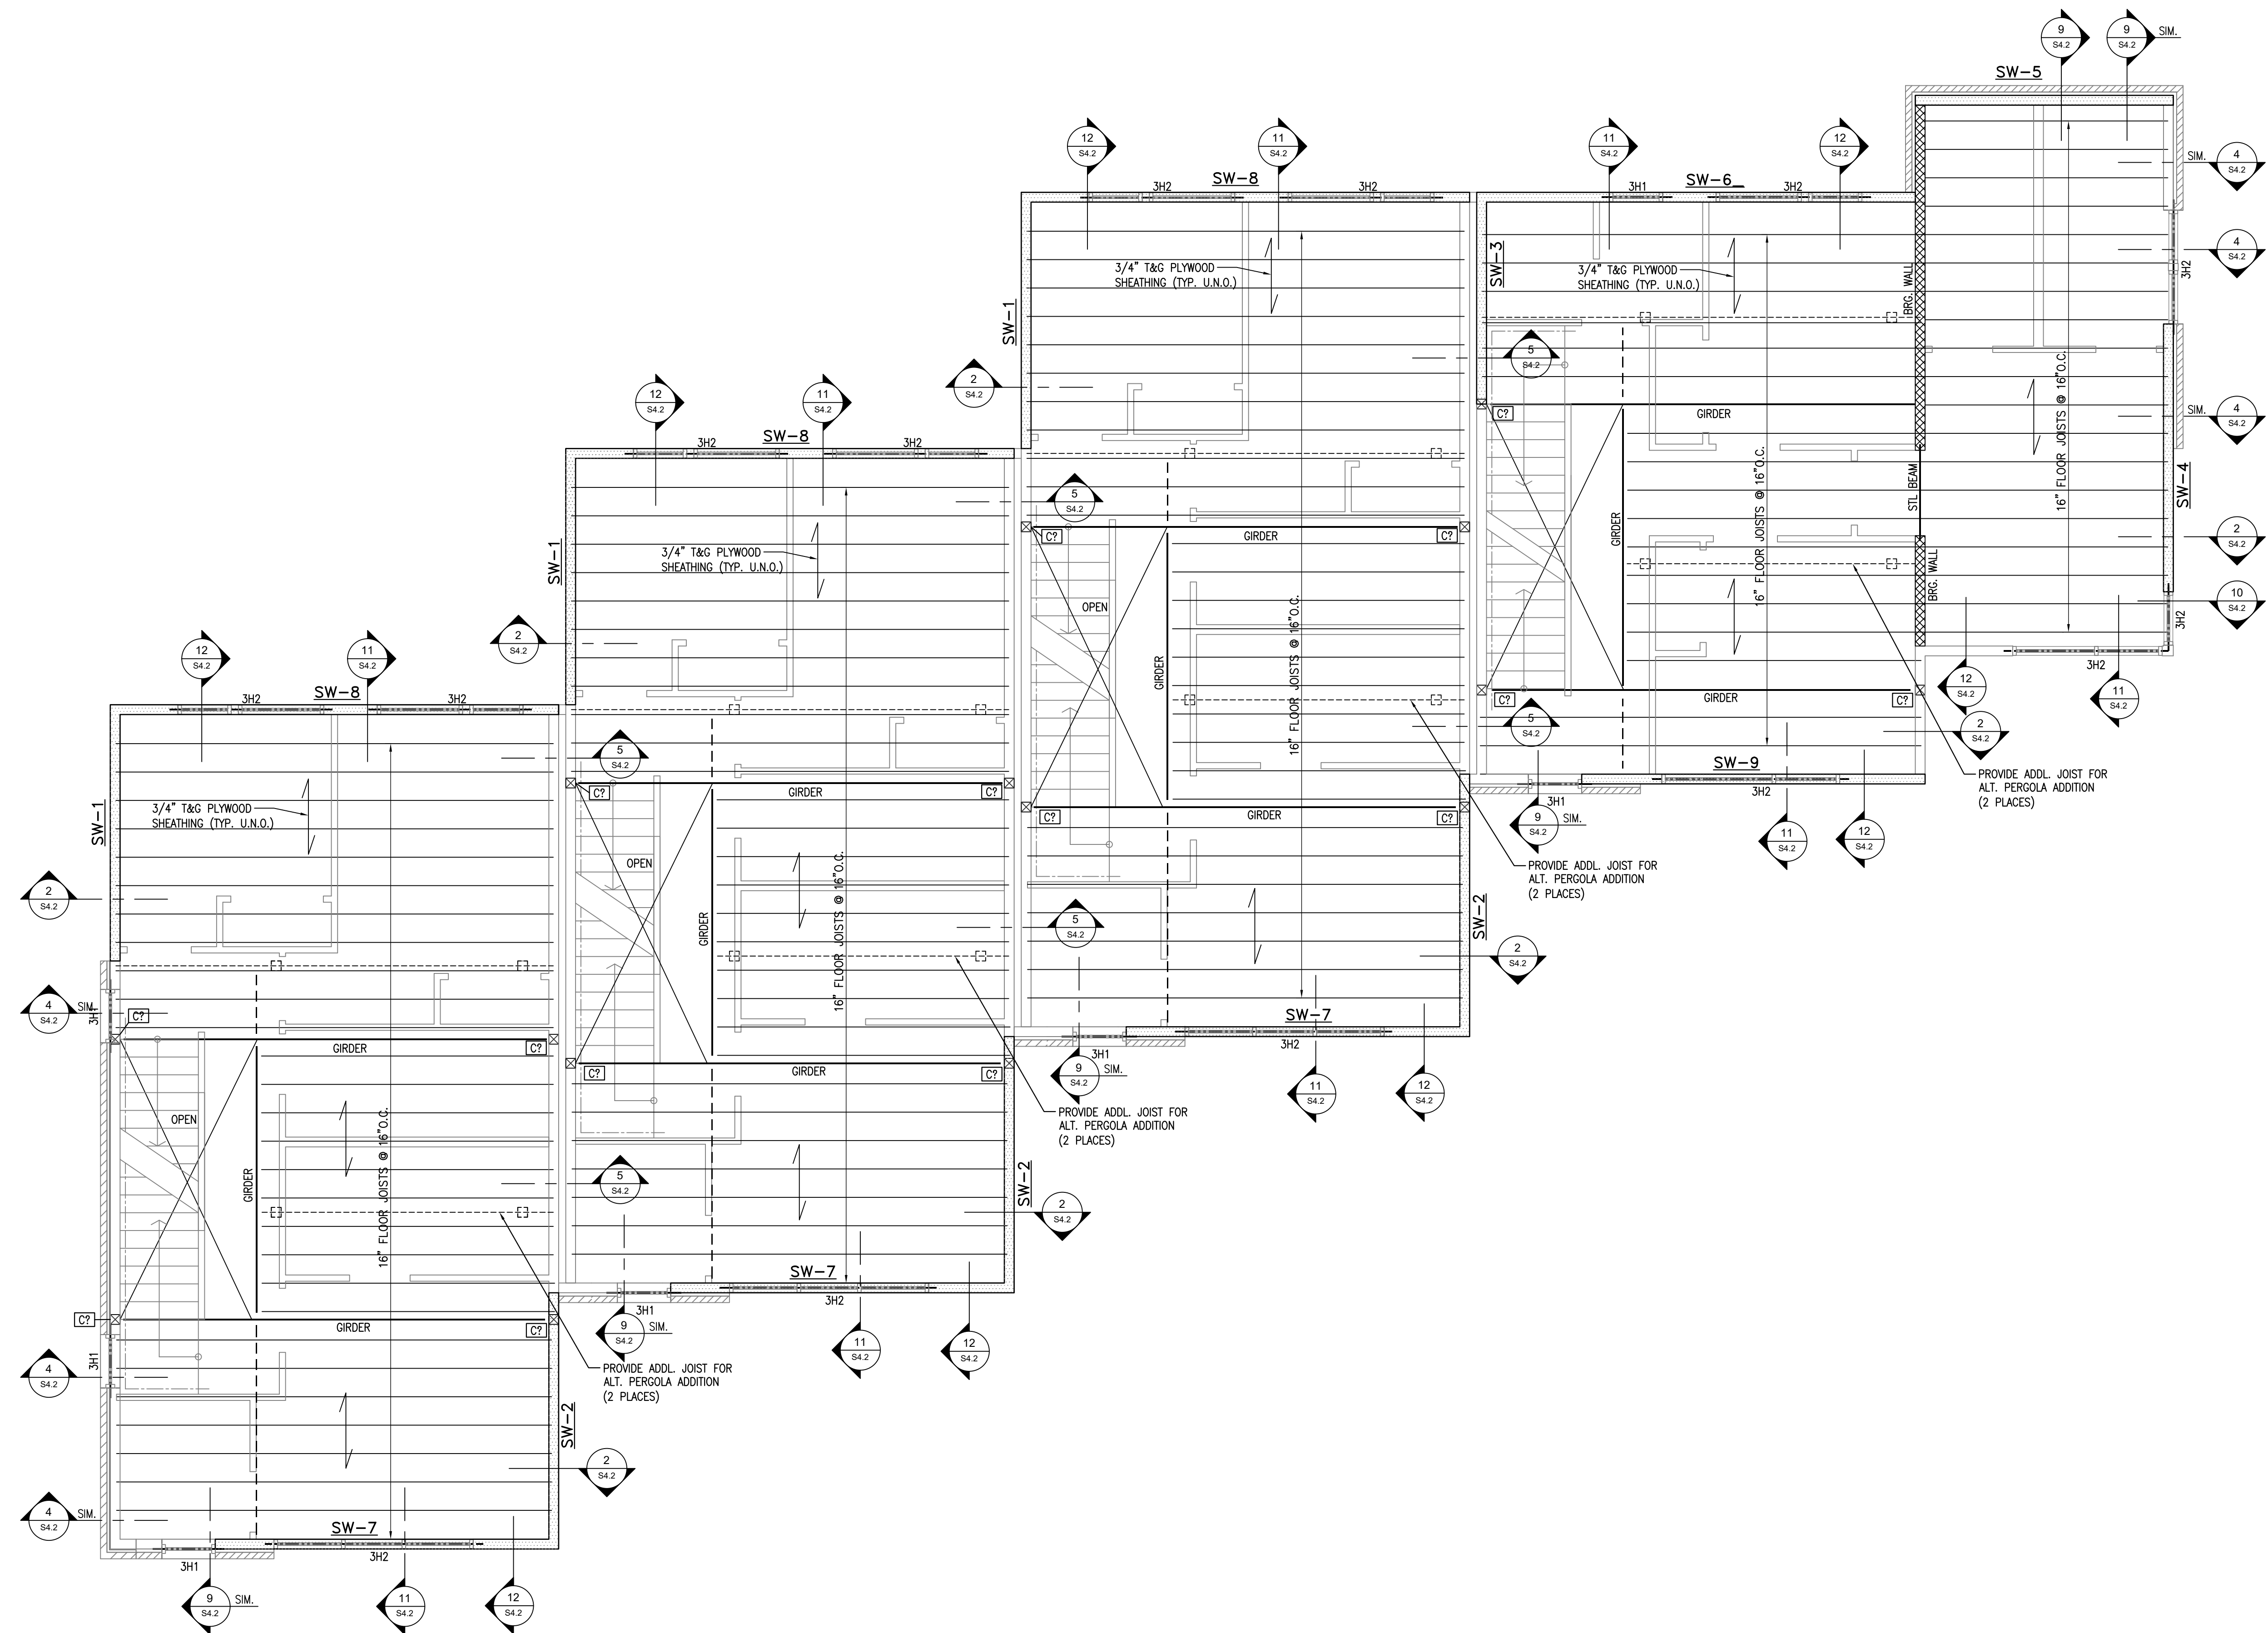 9
S4.2
9
S4.2
SIM.
SW-5
12
S4.2
11
S4.2
11
S4.2
12
S4.2
SIM.
4
S4.2
3H2
SW-8
3H2
3H1
SW-6_
3H2
4
S4.2
3H2
SW-3
3/4" T&G PLYWOOD
SHEATHING (TYP. U.N.O.)
3/4" T&G PLYWOOD
SHEATHING (TYP. U.N.O.)
BRG. WALL
SW-1
5
S4.2
2
S4.2
12
S4.2
11
S4.2
16" FLOOR JOISTS @ 16"O.C.
SIM.
4
S4.2
C?
GIRDER
3H2
SW-8
3H2
5
S4.2
16" FLOOR JOISTS @ 16"O.C.
STL BEAM
SW-4
GIRDER
2
S4.2
C?
GIRDER
C?
SW-1
3/4" T&G PLYWOOD
SHEATHING (TYP. U.N.O.)
BRG. WALL
10
S4.2
3H2
OPEN
16" FLOOR JOISTS @ 16"O.C.
GIRDER
2
S4.2
12
S4.2
11
S4.2
3H2
12
S4.2
11
S4.2
C?
GIRDER
C?
3H2
SW-8
3H2
5
S4.2
2
S4.2
5
S4.2
SW-9
3H2
PROVIDE ADDL. JOIST FOR
ALT. PERGOLA ADDITION
(2 PLACES)
C?
GIRDER
C?
3H1
9
S4.2
SIM.
11
S4.2
12
S4.2
C?
GIRDER
C?
3/4" T&G PLYWOOD
SHEATHING (TYP. U.N.O.)
SW-1
OPEN
16" FLOOR JOISTS @ 16"O.C.
GIRDER
PROVIDE ADDL. JOIST FOR
ALT. PERGOLA ADDITION
(2 PLACES)
2
S4.2
5
S4.2
SW-2
2
S4.2
4
S4.2
SIM.
3H1
C?
SW-7
3H2
GIRDER
C?
3H1
9
S4.2
SIM.
11
S4.2
12
S4.2
C?
GIRDER
C?
OPEN
16" FLOOR JOISTS @ 16"O.C.
GIRDER
PROVIDE ADDL. JOIST FOR
ALT. PERGOLA ADDITION
(2 PLACES)
5
S4.2
SW-2
2
S4.2
SW-7
3H2
3H1
C?
GIRDER
C?
9
S4.2
SIM.
11
S4.2
12
S4.2
3H1
4
S4.2
PROVIDE ADDL. JOIST FOR
ALT. PERGOLA ADDITION
(2 PLACES)
SW-2
2
S4.2
4
S4.2
SIM.
SW-7
3H2
3H1
9
S4.2
SIM.
11
S4.2
12
S4.2